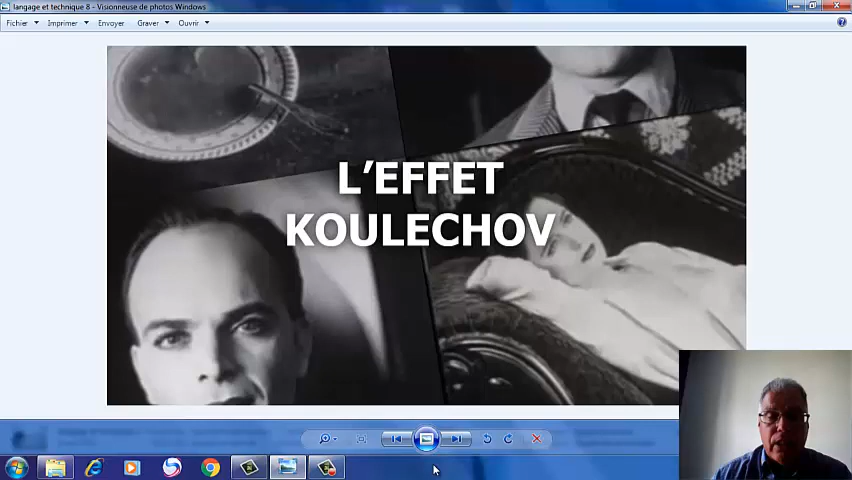 langage et technique 8 - Visionneuse de photos Windows
Fichier Imprimer Envoyer Graver Ouvrir
L'EFFET
KOULECHOV